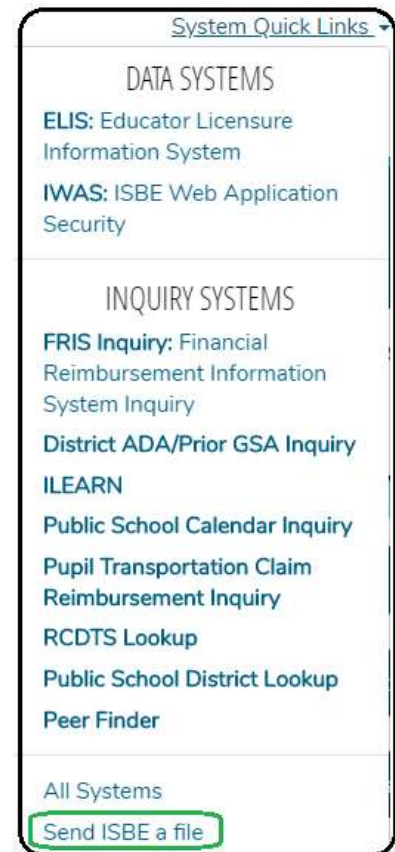 System Quick Links
DATA SYSTEMS
ELIS: Educator Licensure
Information System
IWAS: ISBE Web Application
Security
INQUIRY SYSTEMS
FRIS Inquiry: Financial
Reimbursement Information
System Inquiry
District ADA/Prior GSA Inquiry
ILEARN
Public School Calendar Inquiry
Pupil Transportation Claim
Reimbursement Inquiry
RCDTS Lookup
Public School District Lookup
Peer Finder
All Systems
Send ISBE a file